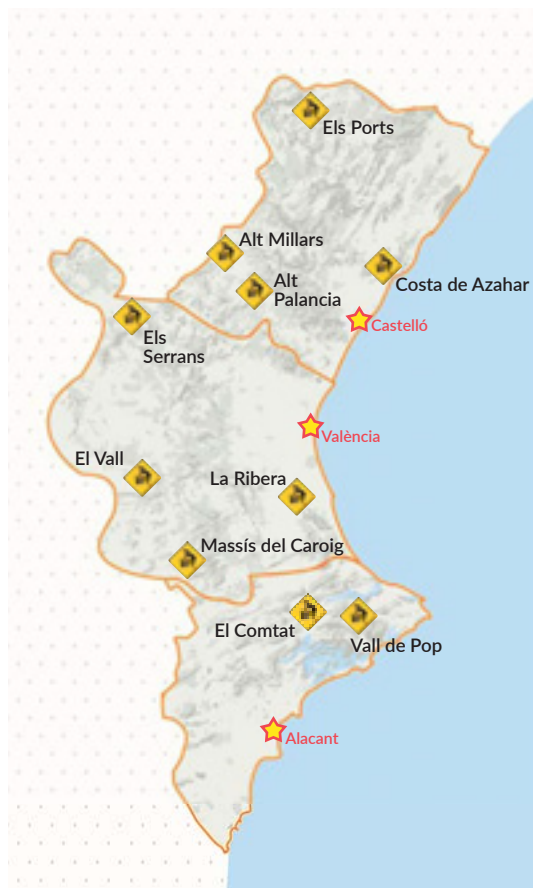 Els Ports
Alt Millars
Alt
Palancia
Costa de Azahar
Castelló
Els
Serrans
València
El Vall
La Ribera
Massís del Caroig
El Comtat
Vall de Pop
Alacant